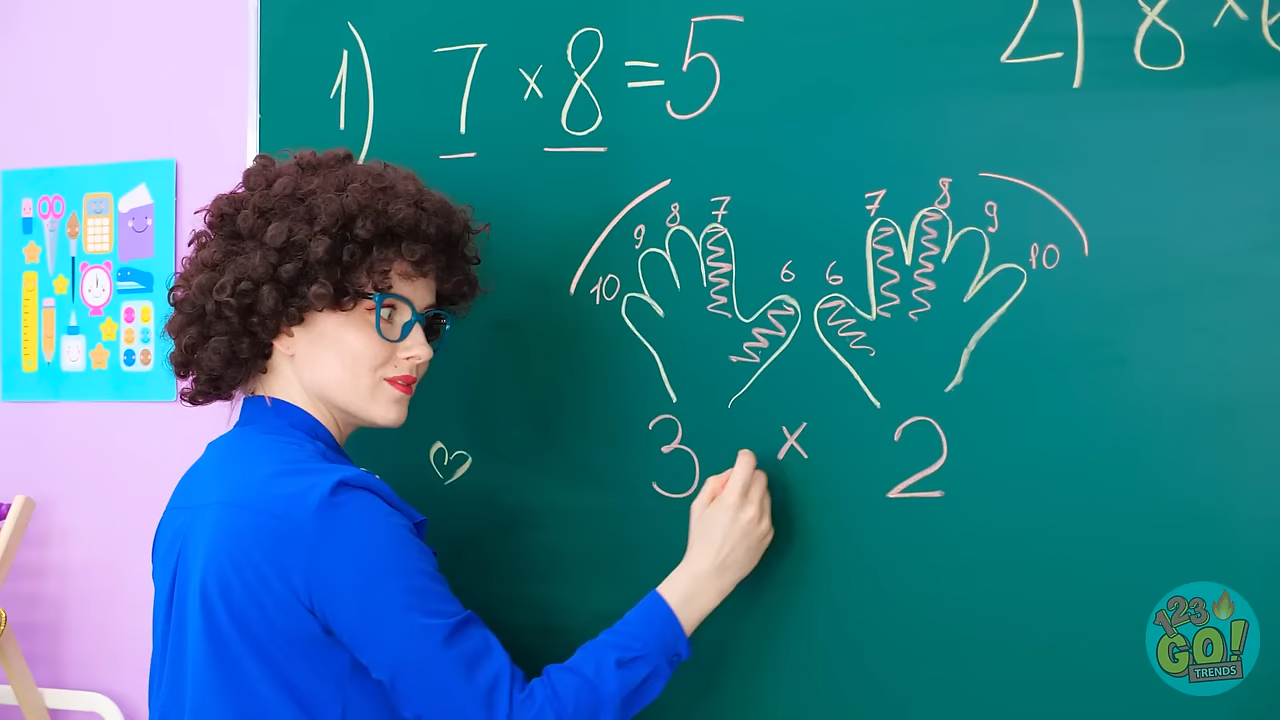 1) 7 × 8 = 5
2) 8 ×
10 9 8 7 6 6 7 8 9 10
3 × 2
123 GO!
TRENDS